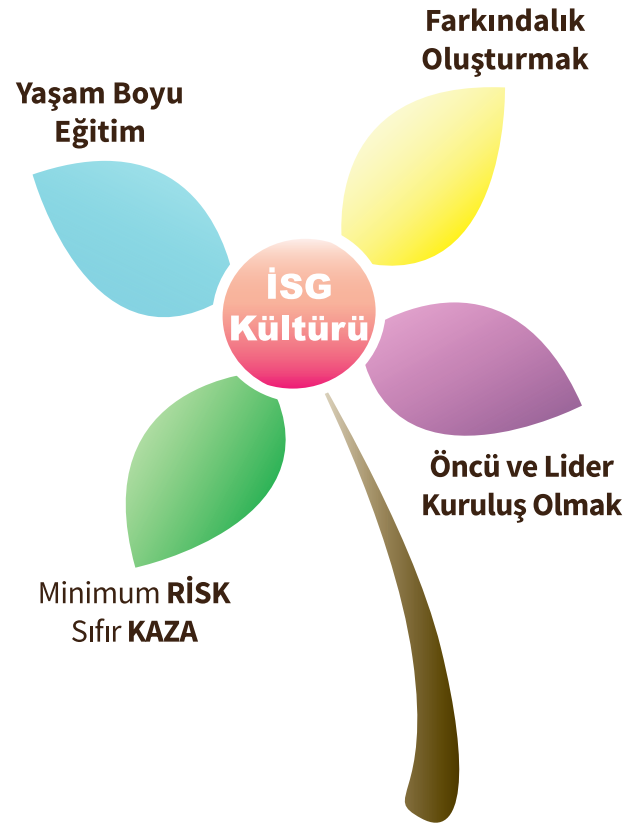 Farkındalık
Oluşturmak
Yaşam Boyu
Eğitim
İSG
Kültürü
Öncü ve Lider
Kuruluş Olmak
Minimum RİSK
Sıfır KAZA